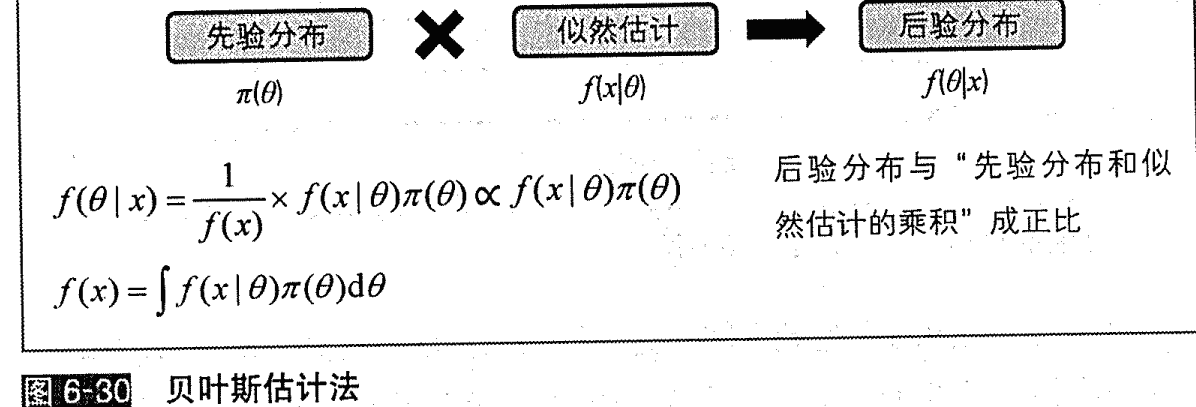 先验分布 × 似然估计 → 后验分布
π(θ) f(x|θ) f(θ|x)
f(θ|x)=1/f(x)×f(x|θ)π(θ)∝f(x|θ)π(θ)
后验分布与“先验分布和似
然估计的乘积”成正比
f(x)=∫f(x|θ)π(θ)dθ
图 6-30 贝叶斯估计法